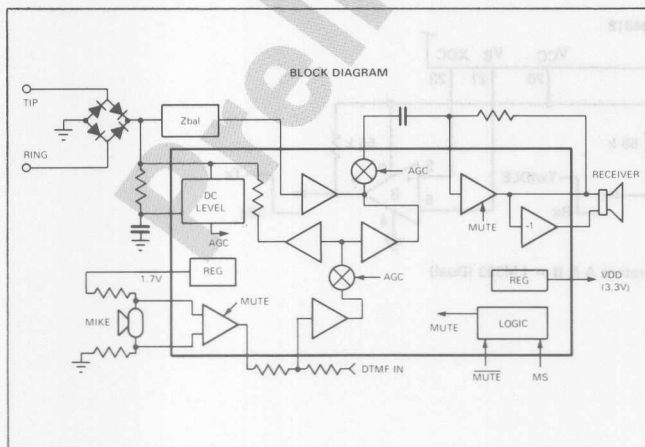 BLOCK DIAGRAM
TIP
RING
Zbal
AGC
DC
LEVEL
AGC
MUTE
RECEIVER
-1
1.7V
REG
MUTE
AGC
REG
VDD
(3.3V)
MIKE
MUTE
LOGIC
DTMF IN
MUTE
MS
Preli